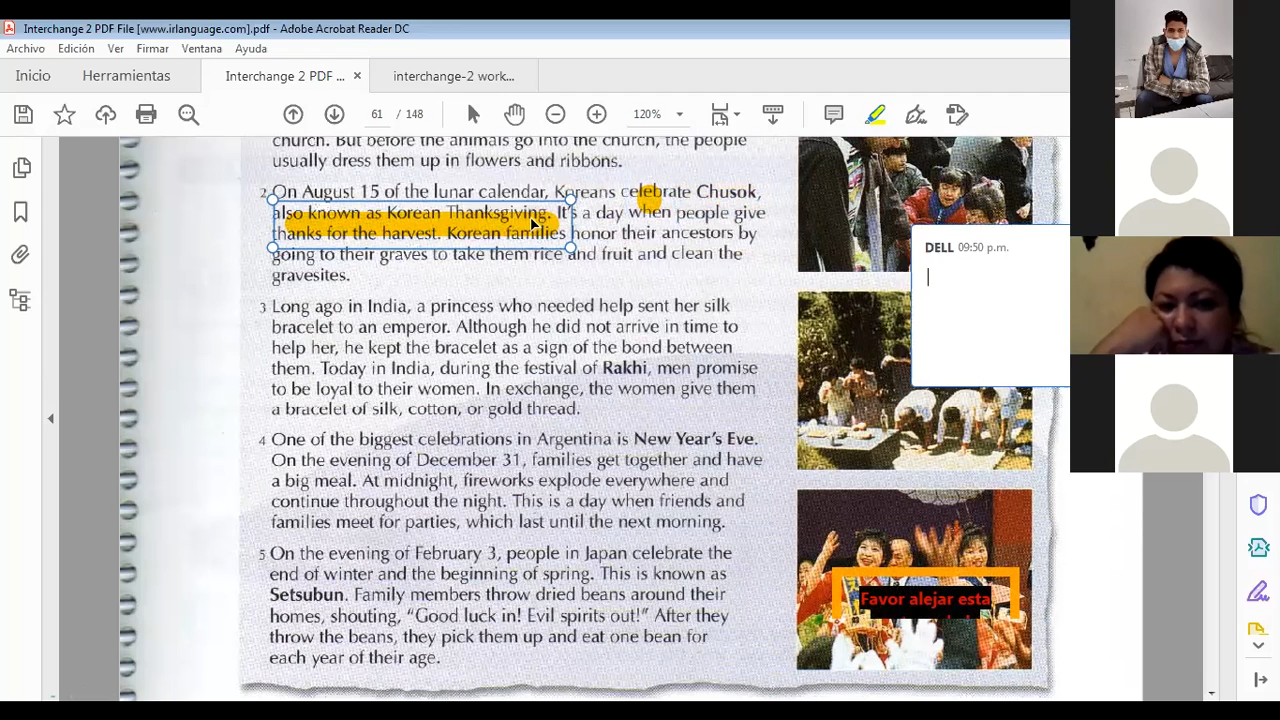 Interchange 2 PDF File [www.irlanguage.com].pdf - Adobe Acrobat Reader DC
Archivo Edición Ver Firmar Ventana Ayuda
Inicio Herramientas Interchange 2 PDF ... × interchange-2 work...
61 / 148 120%
church. But before the animals go into the church, the people
usually dress them up in flowers and ribbons.
2 On August 15 of the lunar calendar, Koreans celebrate Chusok,
also known as Korean Thanksgiving. It's a day when people give
thanks for the harvest. Korean families honor their ancestors by
going to their graves to take them rice and fruit and clean the
gravesites.
3 Long ago in India, a princess who needed help sent her silk
bracelet to an emperor. Although he did not arrive in time to
help her, he kept the bracelet as a sign of the bond between
them. Today in India, during the festival of Rakhi, men promise
to be loyal to their women. In exchange, the women give them
a bracelet of silk, cotton, or gold thread.
4 One of the biggest celebrations in Argentina is New Year's Eve.
On the evening of December 31, families get together and have
a big meal. At midnight, fireworks explode everywhere and
continue throughout the night. This is a day when friends and
families meet for parties, which last until the next morning.
5 On the evening of February 3, people in Japan celebrate the
end of winter and the beginning of spring. This is known as
Setsubun. Family members throw dried beans around their
homes, shouting, "Good luck in! Evil spirits out!" After they
throw the beans, they pick them up and eat one bean for
each year of their age.
DELL 09:50 p.m.
Favor alejar esta